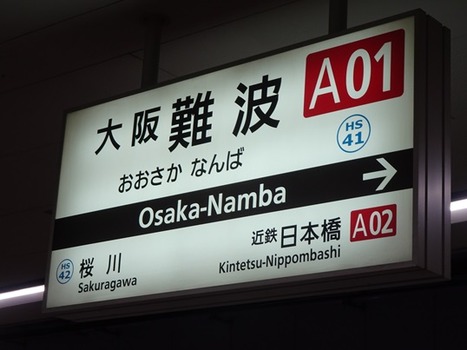 大阪難波 A01
おおさか なんば HS 41
Osaka-Namba →
HS 42 桜川 近鉄日本橋 A02
Sakuragawa Kintetsu-Nippombashi